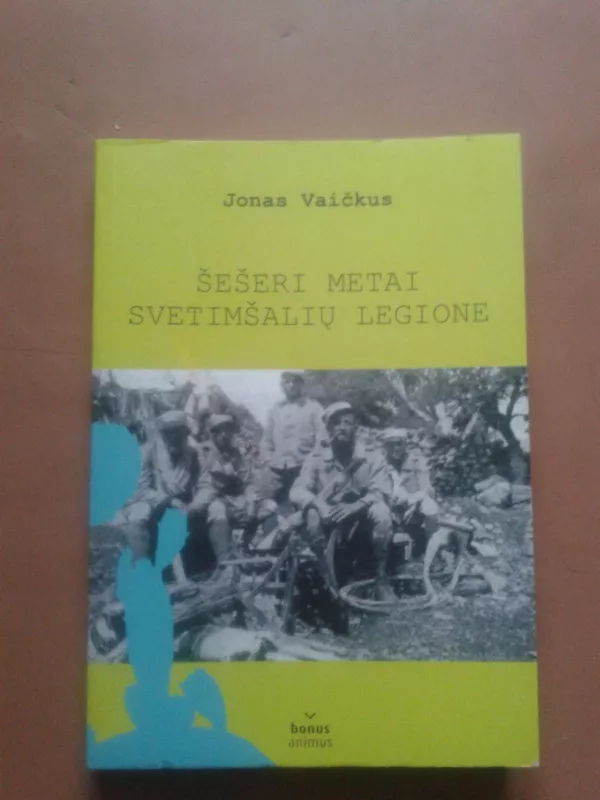 Jonas Vaičkus
ŠEŠERI METAI
SVETIMŠALIŲ LEGIONE
bonus
animus